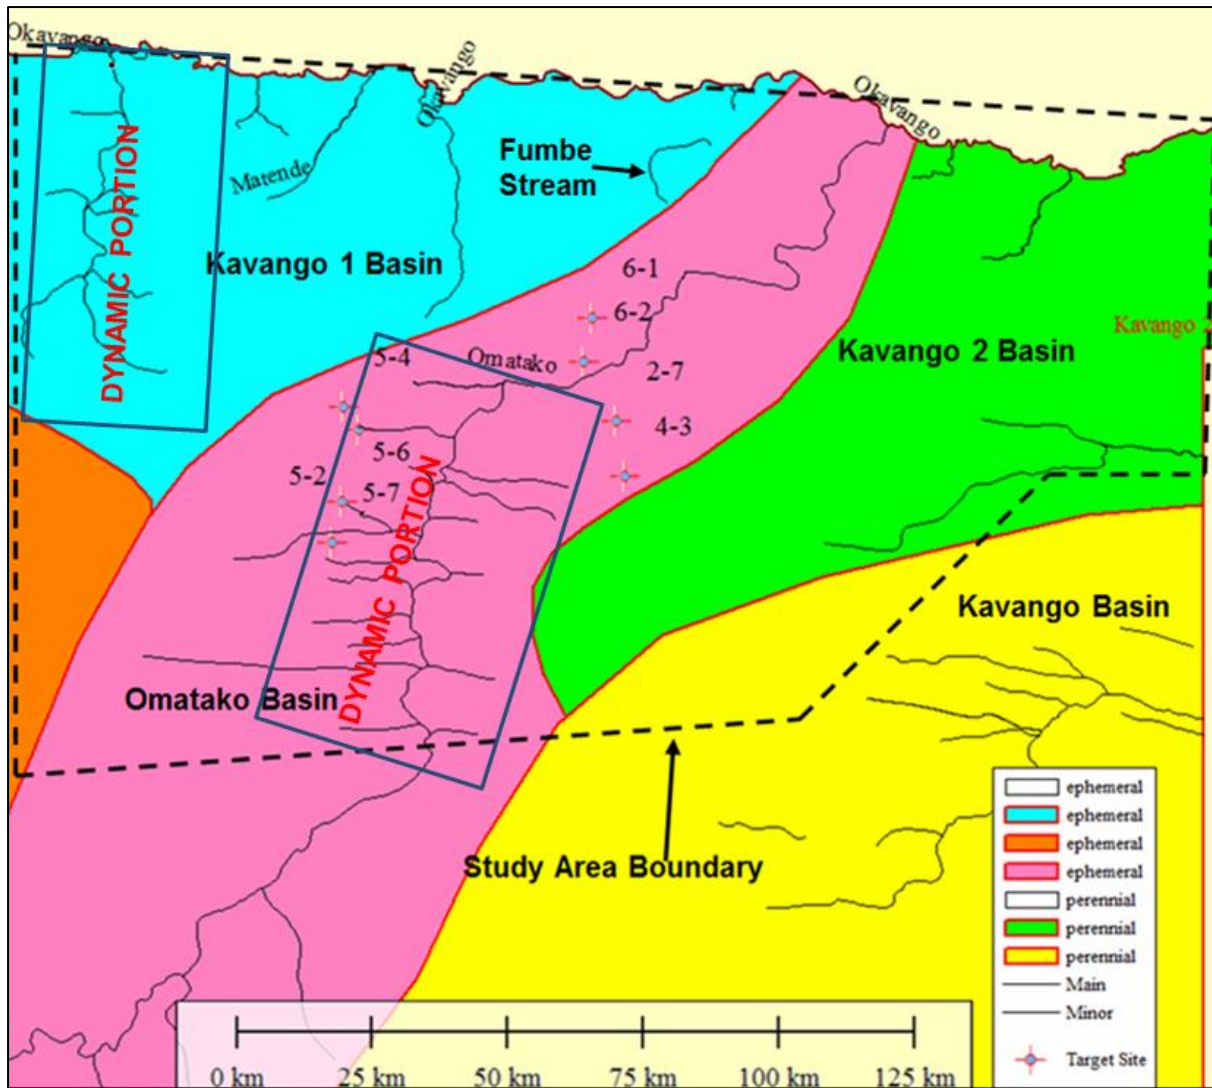 Okavango
Okavango
Okavango
Fumbe
Stream
Matende
DYNAMIC PORTION
Kavango 1 Basin
6-1
6-2
Kavango 2
Kavango 2 Basin
5-4
Omatako
2-7
4-3
5-6
5-2
5-7
DYNAMIC PORTION
Kavango Basin
Omatako Basin
Study Area Boundary
ephemeral
ephemeral
ephemeral
ephemeral
perennial
perennial
perennial
Main
Minor
Target Site
0 km 25 km 50 km 75 km 100 km 125 km